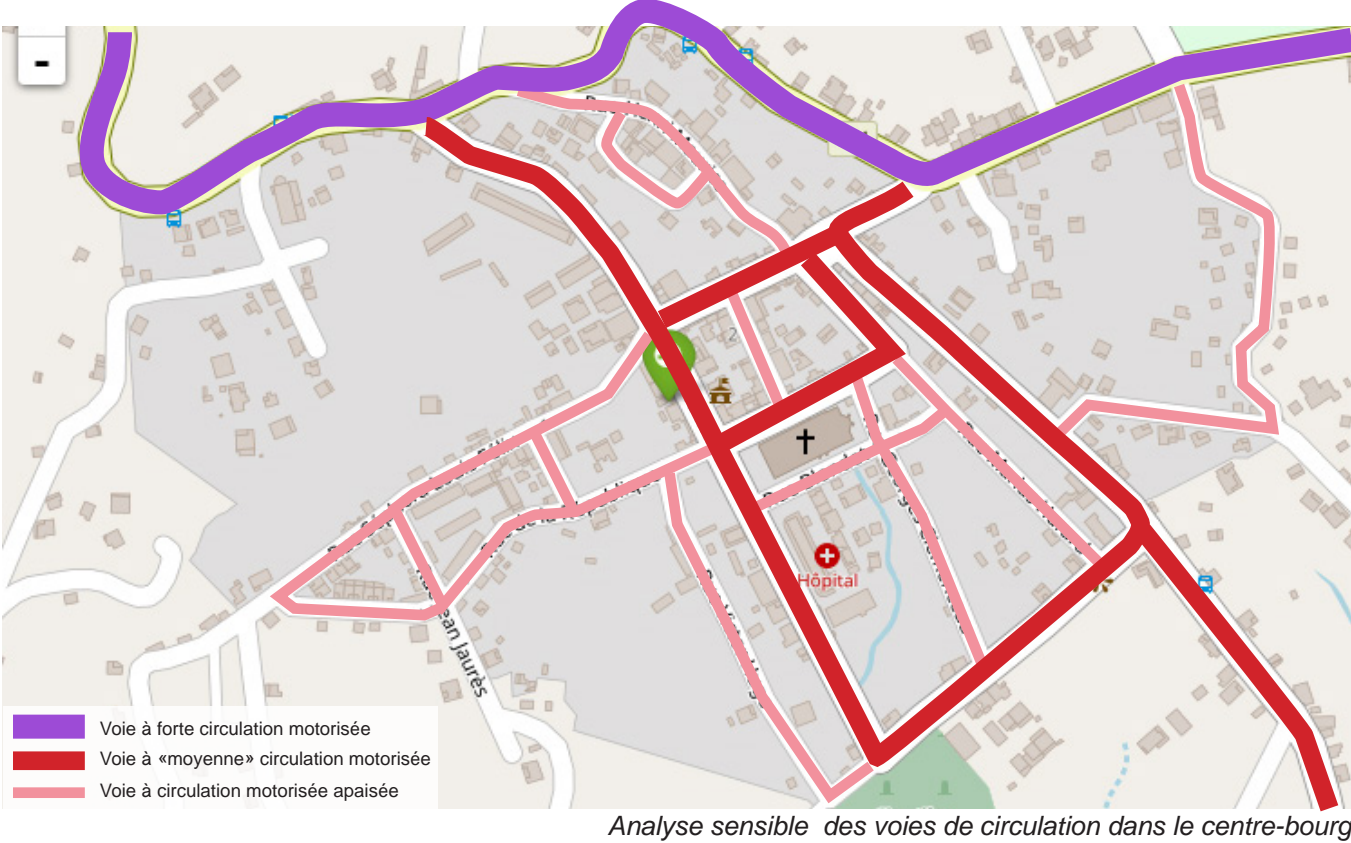 -
2
Hôpital
Jean Jaurès
Voie à forte circulation motorisée
Voie à «moyenne» circulation motorisée
Voie à circulation motorisée apaisée
Analyse sensible des voies de circulation dans le centre-bourg